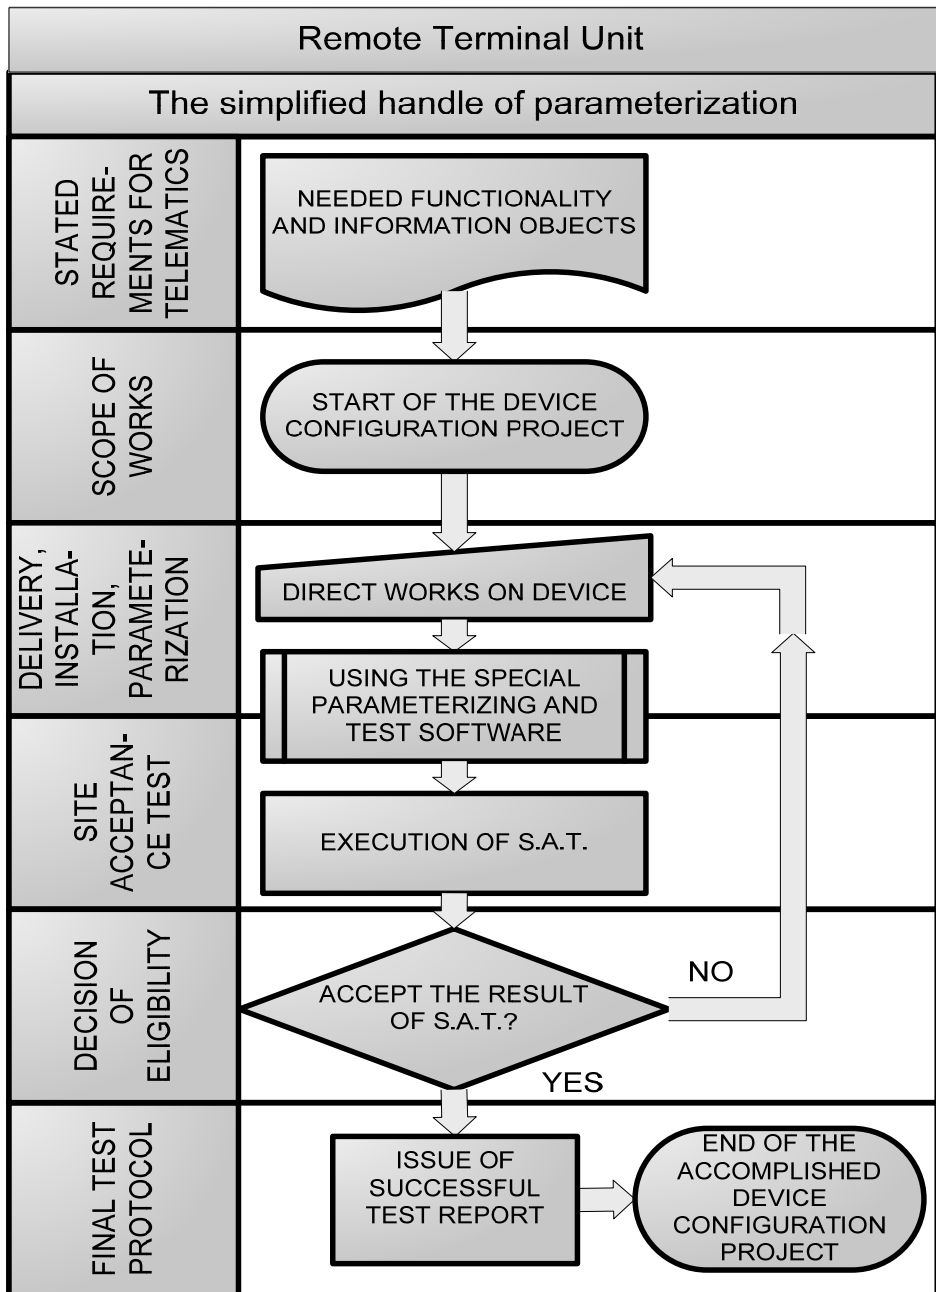 Remote Terminal Unit
The simplified handle of parameterization
STATED
REQUIRE-
MENTS FOR
TELEMATICS
NEEDED FUNCTIONALITY
AND INFORMATION OBJECTS
SCOPE OF
WORKS
START OF THE DEVICE
CONFIGURATION PROJECT
DELIVERY,
INSTALLA-
TION,
PARAMETE-
RIZATION
DIRECT WORKS ON DEVICE
USING THE SPECIAL
PARAMETERIZING AND
TEST SOFTWARE
SITE
ACCEPTAN-
CE TEST
EXECUTION OF S.A.T.
DECISION
OF
ELIGIBILITY
ACCEPT THE RESULT
OF S.A.T.?
NO
YES
FINAL TEST
PROTOCOL
ISSUE OF
SUCCESSFUL
TEST REPORT
END OF THE
ACCOMPLISHED
DEVICE
CONFIGURATION
PROJECT